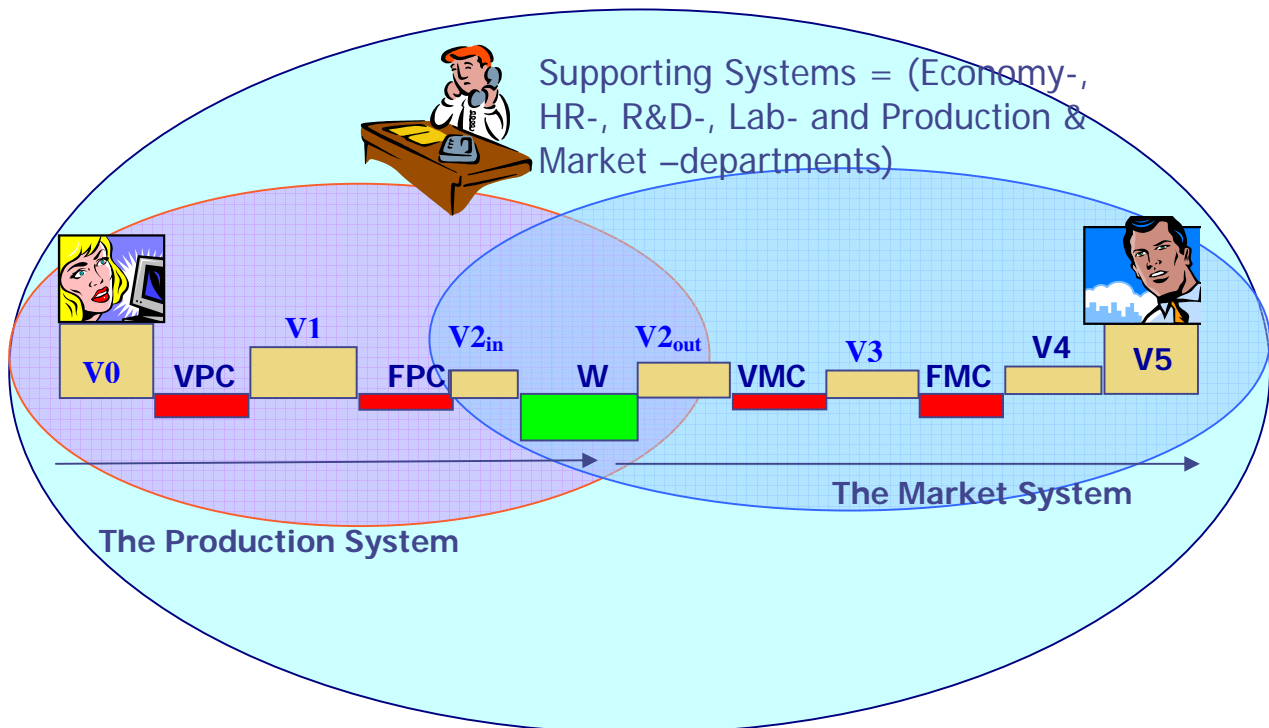 Supporting Systems = (Economy-,
HR-, R&D-, Lab- and Production &
Market –departments)
V0
VPC
V1
FPC
V2in
W
V2out
VMC
V3
FMC
V4
V5
The Market System
The Production System